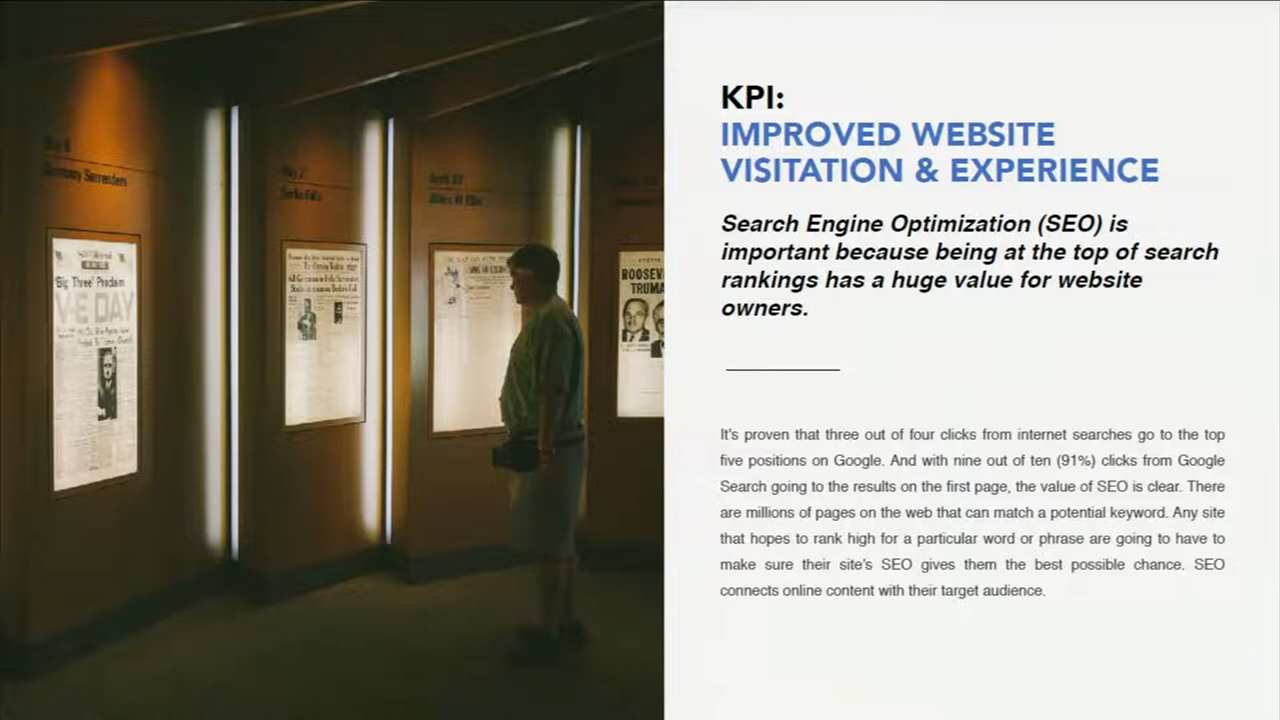 Germany Surrenders
'Big Three' Proclaim
V-E DAY
ROOSEV
TRUMA
KPI:
IMPROVED WEBSITE
VISITATION & EXPERIENCE
Search Engine Optimization (SEO) is
important because being at the top of search
rankings has a huge value for website
owners.
It's proven that three out of four clicks from internet searches go to the top
five positions on Google. And with nine out of ten (91%) clicks from Google
Search going to the results on the first page, the value of SEO is clear. There
are millions of pages on the web that can match a potential keyword. Any site
that hopes to rank high for a particular word or phrase are going to have to
make sure their site's SEO gives them the best possible chance. SEO
connects online content with their target audience.